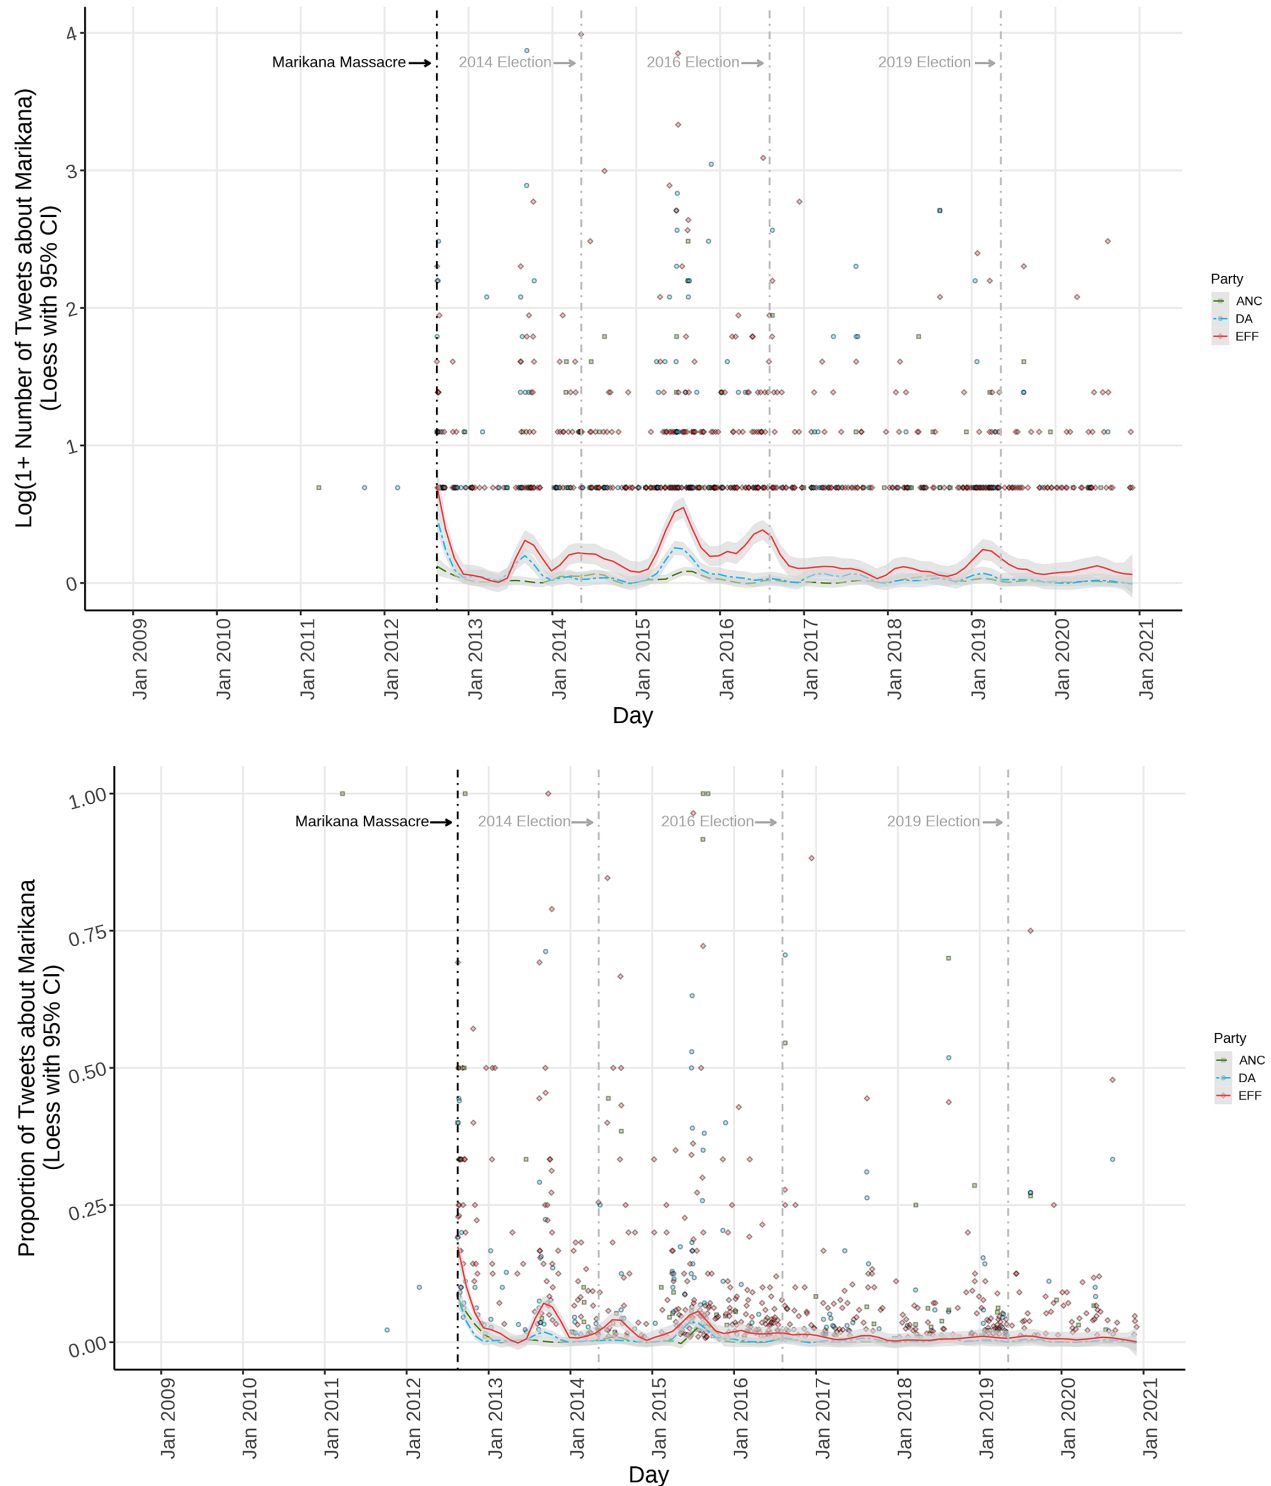 Log(1+ Number of Tweets about Marikana)
(Loess with 95% CI)
4
3
2
1
0
Marikana Massacre
2014 Election
2016 Election
2019 Election
Party
ANC
DA
EFF
Jan 2009
Jan 2010
Jan 2011
Jan 2012
Jan 2013
Jan 2014
Jan 2015
Jan 2016
Jan 2017
Jan 2018
Jan 2019
Jan 2020
Jan 2021
Day
Proportion of Tweets about Marikana
(Loess with 95% CI)
1.00
0.75
0.50
0.25
0.00
Marikana Massacre
2014 Election
2016 Election
2019 Election
Party
ANC
DA
EFF
Jan 2009
Jan 2010
Jan 2011
Jan 2012
Jan 2013
Jan 2014
Jan 2015
Jan 2016
Jan 2017
Jan 2018
Jan 2019
Jan 2020
Jan 2021
Day